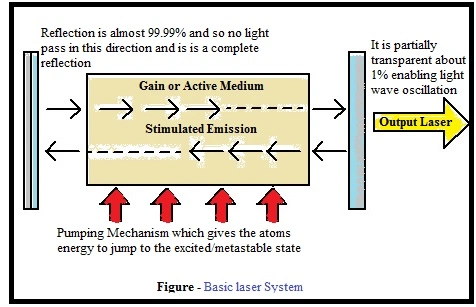 Reflection is almost 99.99% and so no light
pass in this direction and is is a complete
reflection
It is partially
transparent about
1% enabling light
wave oscillation
Gain or Active Medium
Stimulated Emission
Output Laser
Pumping Mechanism which gives the atoms
energy to jump to the excited/metastable state
Figure - Basic laser System